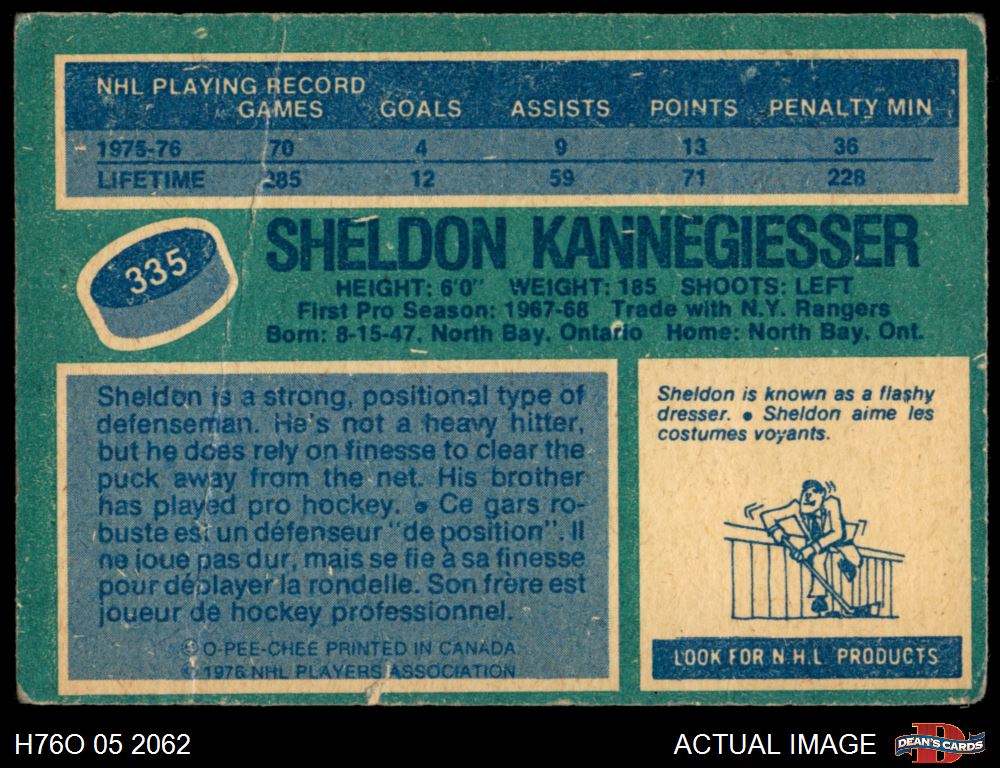 NHL PLAYING RECORD
GAMES GOALS ASSISTS POINTS PENALTY MIN
1975-76 70 4 9 13 36
LIFETIME 285 12 59 71 228
335
SHELDON KANNEGIESSER
HEIGHT: 6'0" WEIGHT: 185 SHOOTS: LEFT
First Pro Season: 1967-68 Trade with N.Y. Rangers
Born: 8-15-47, North Bay, Ontario Home: North Bay, Ont.
Sheldon is a strong, positional type of
defenseman. He's not a heavy hitter,
but he does rely on finesse to clear the
puck away from the net. His brother
has played pro hockey. • Ce gars ro-
buste est un défenseur "de position". Il
ne joue pas dur, mais se fie à sa finesse
pour déplayer la rondelle. Son frère est
joueur de hockey professionnel.
© O-PEE-CHEE PRINTED IN CANADA
© 1976 NHL PLAYERS ASSOCIATION
Sheldon is known as a flashy
dresser. • Sheldon aime les
costumes voyants.
LOOK FOR N.H.L. PRODUCTS
H76O 05 2062
ACTUAL IMAGE
DEAN'S CARDS